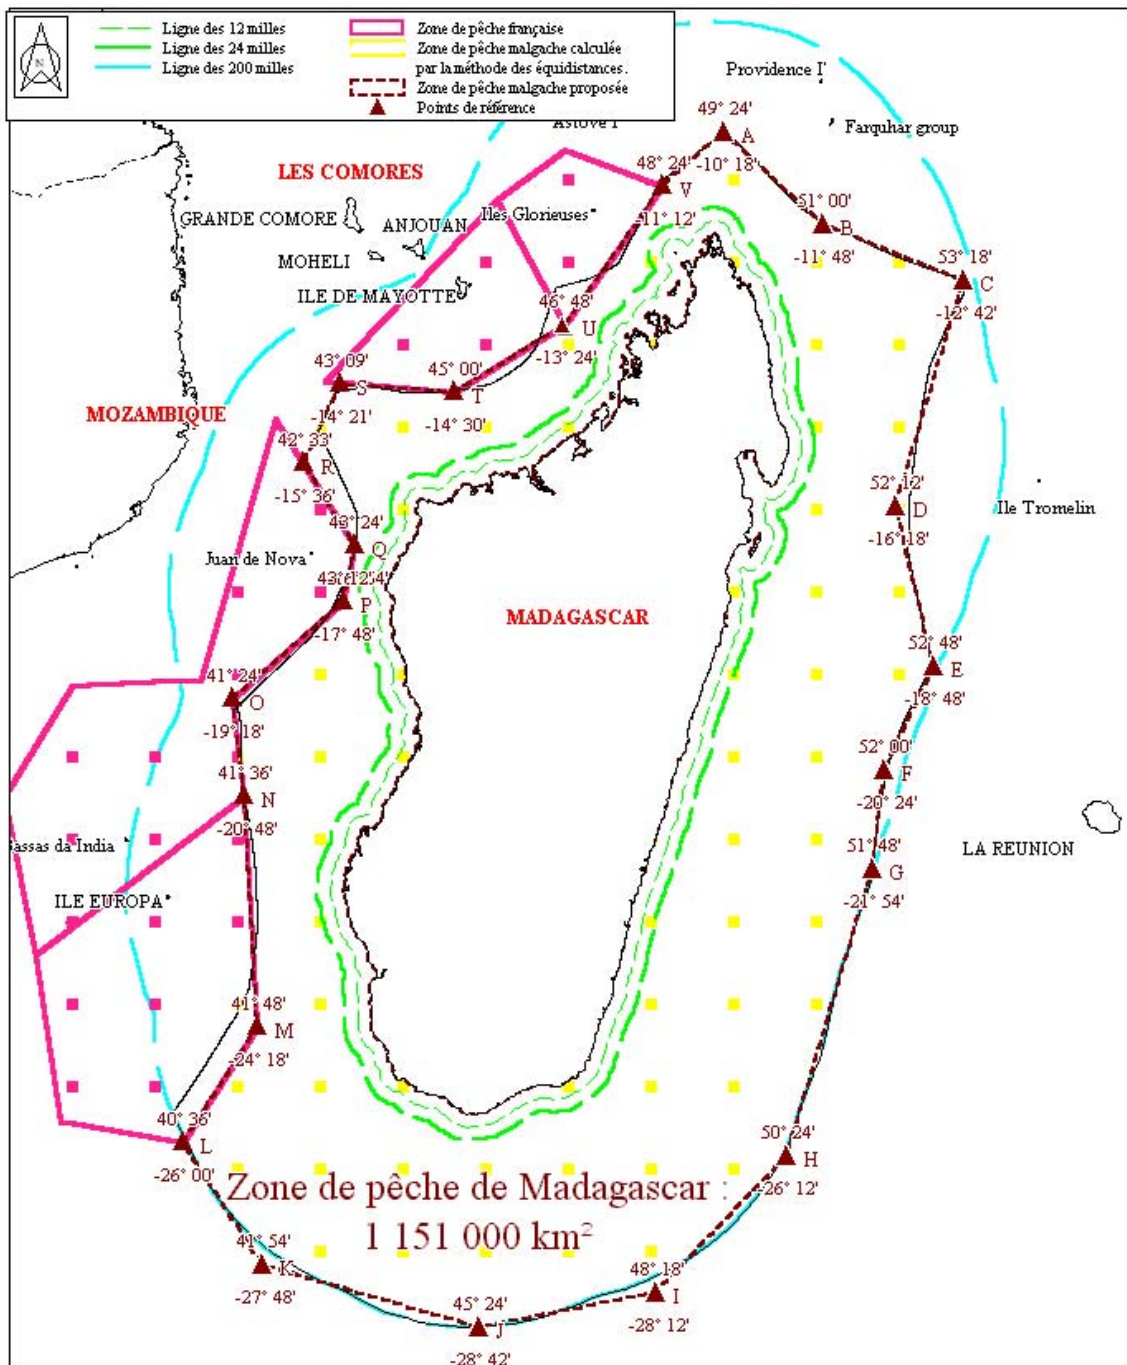 N
Ligne des 12 milles
Ligne des 24 milles
Ligne des 200 milles
Zone de pêche française
Zone de pêche malgache calculée
par la méthode des équidistances.
Zone de pêche malgache proposée
Points de référence
Providence I
Astove I
Farquhar group
49° 24'
A
-10° 18'
LES COMORES
48° 24'
V
-11° 12'
GRANDE COMORE
ANJOUAN
Iles Glorieuses
51° 00'
B
-11° 48'
MOHELI
ILE DE MAYOTTE
53° 18'
C
-12° 42'
46° 48'
U
-13° 24'
43° 09'
S
-14° 21'
45° 00'
T
-14° 30'
MOZAMBIQUE
42° 33'
R
-15° 36'
52° 12'
D
-16° 18'
Ile Tromelin
43° 24'
Q
Juan de Nova
P
-17° 48'
MADAGASCAR
52° 48'
E
-18° 48'
41° 24'
O
-19° 18'
52° 00'
F
-20° 24'
41° 36'
N
-20° 48'
assas da India
51° 48'
G
-21° 54'
LA REUNION
ILE EUROPA
41° 48'
M
-24° 18'
40° 36'
L
-26° 00'
50° 24'
H
-26° 12'
Zone de pêche de Madagascar :
1 151 000 km²
41° 54'
K
-27° 48'
48° 18'
I
-28° 12'
45° 24'
J
-28° 42'